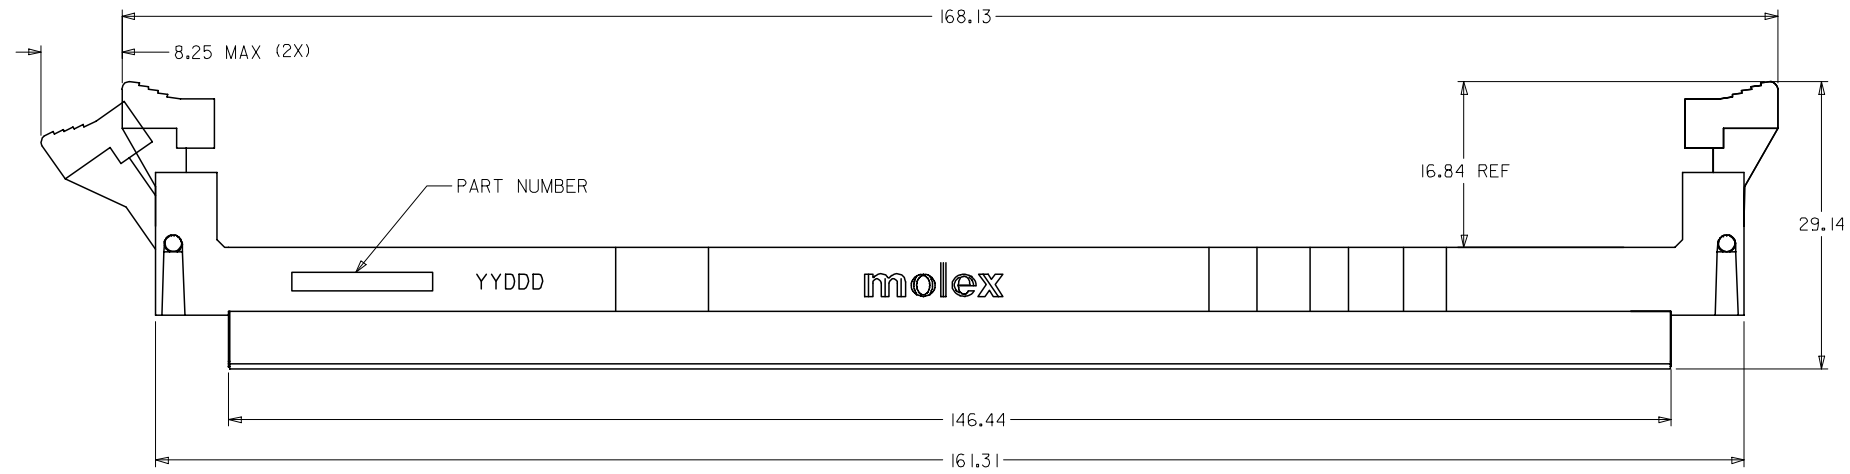 168.13
8.25 MAX (2X)
16.84 REF
PART NUMBER
29.14
YYDDD
molex
146.44
161.31